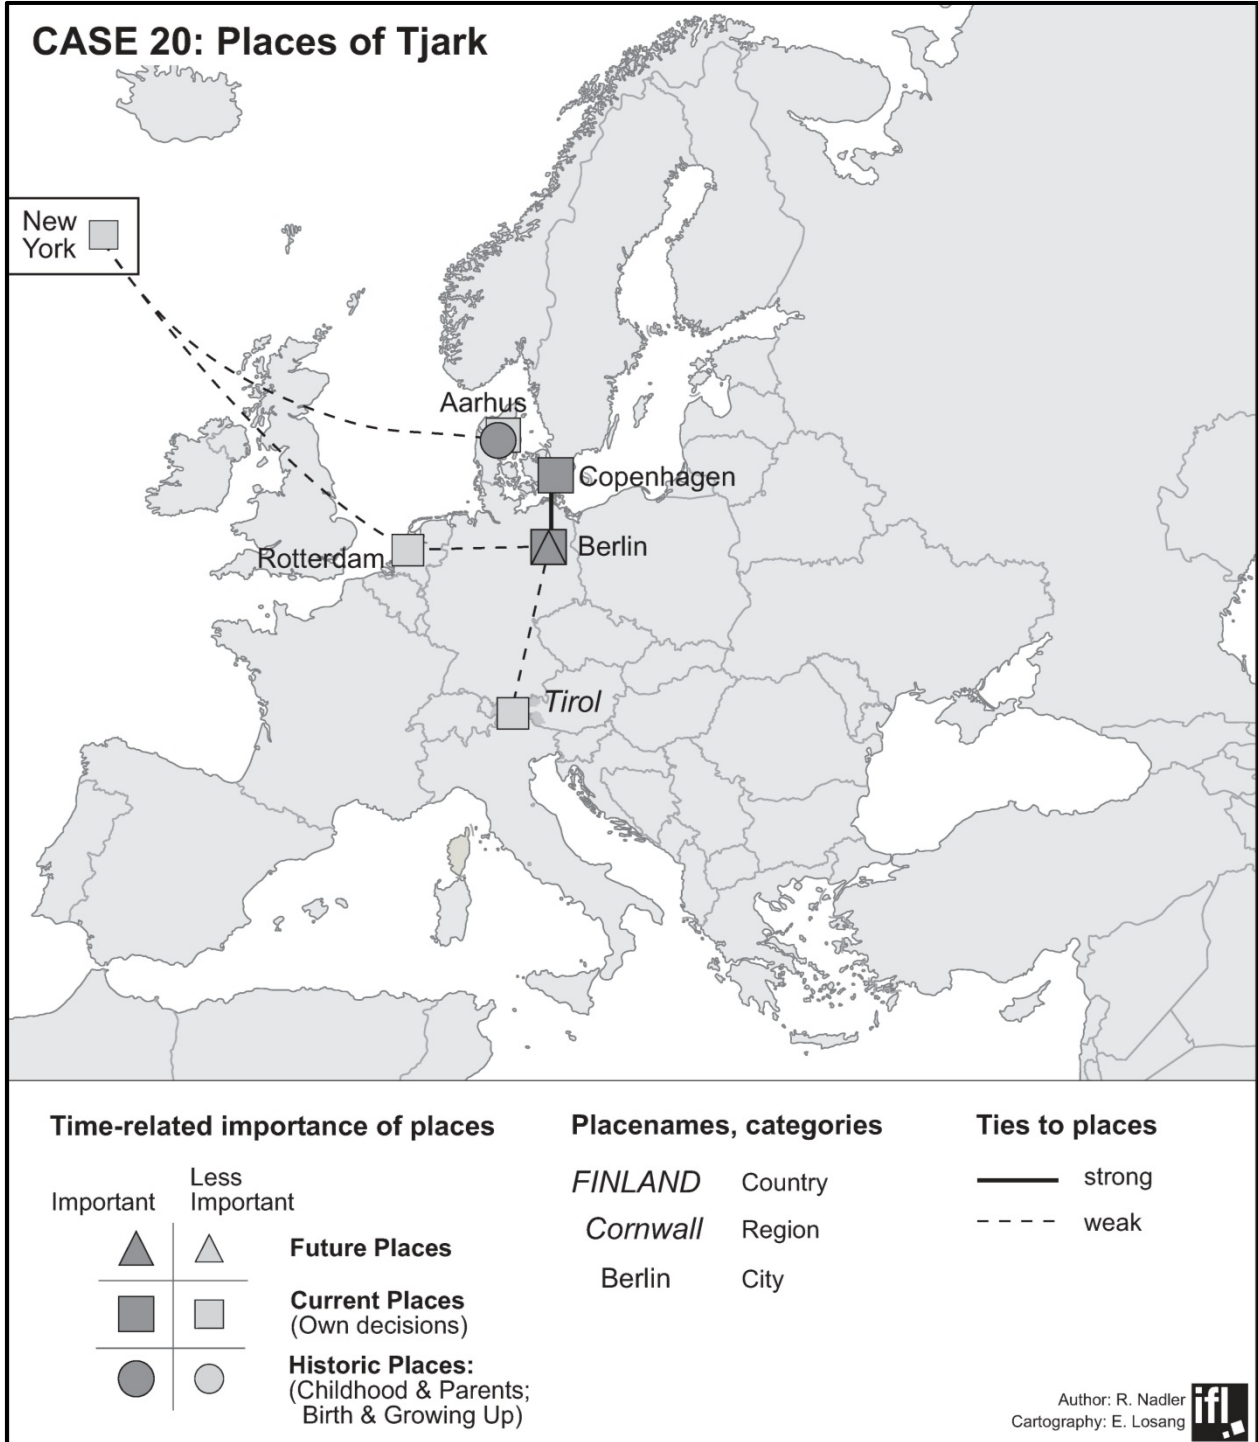 CASE 20: Places of Tjark
New
York
Aarhus
Copenhagen
Rotterdam
Berlin
Tirol
Time-related importance of places
Important
Less
Important
Future Places
Current Places
(Own decisions)
Historic Places:
(Childhood & Parents;
Birth & Growing Up)
Placenames, categories
FINLAND Country
Cornwall Region
Berlin City
Ties to places
strong
weak
Author: R. Nadler
Cartography: E. Losang
ifl